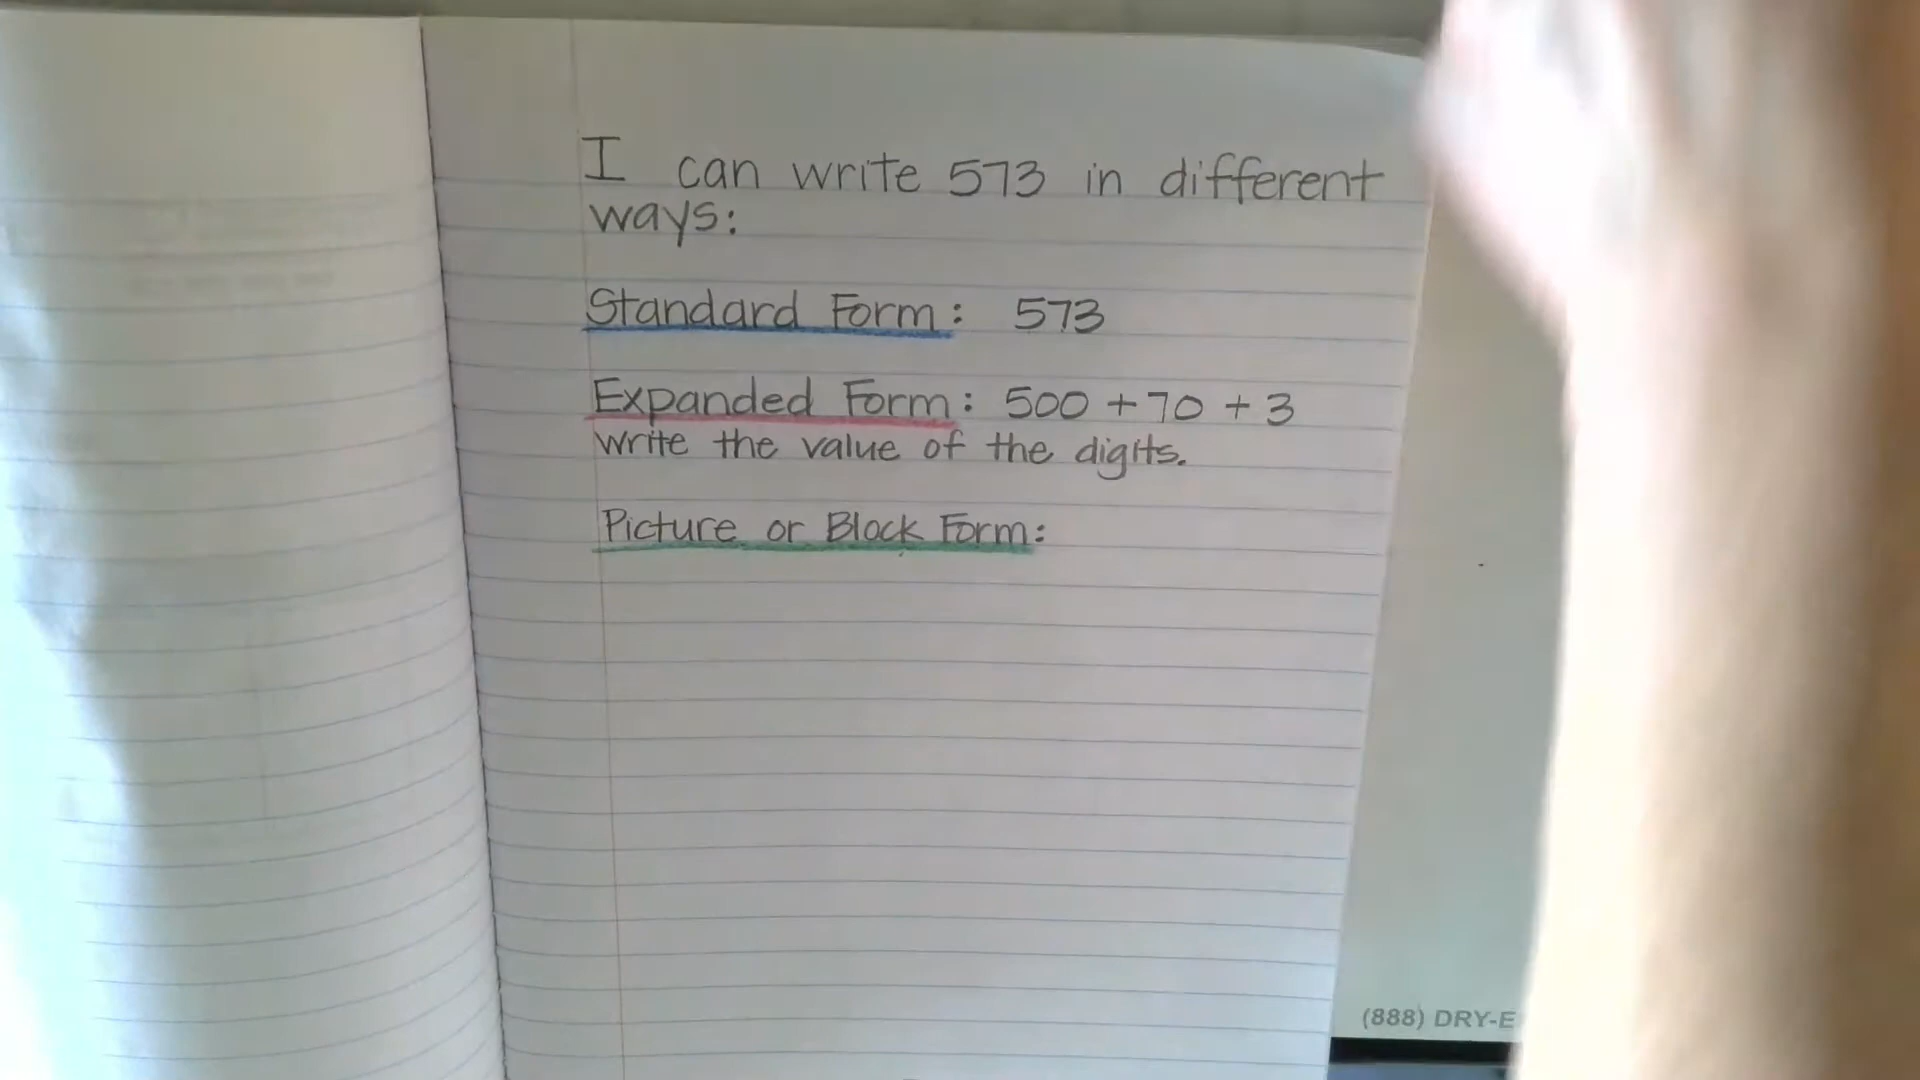 I can write 573 in different
ways:
Standard Form: 573
Expanded Form: 500 + 70 + 3
Write the value of the digits.
Picture or Block Form:
(888) DRY-E